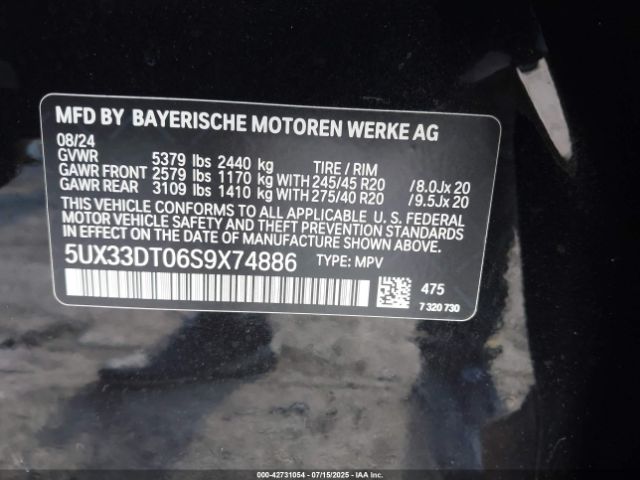 MFD BY BAYERISCHE MOTOREN WERKE AG
08/24
GVWR 5379 lbs 2440 kg TIRE / RIM
GAWR FRONT 2579 lbs 1170 kg WITH 245/45 R20 /8.0Jx20
GAWR REAR 3109 lbs 1410 kg WITH 275/40 R20 /9.5Jx 20
THIS VEHICLE CONFORMS TO ALL APPLICABLE U. S. FEDERAL
MOTOR VEHICLE SAFETY AND THEFT PREVENTION STANDARDS
IN EFFECT ON THE DATE OF MANUFACTURE SHOWN ABOVE.
5UX33DT06S9X74886 TYPE: MPV
475
7 320 730
000-42731054 / 07/15/2025 / COPYRIGHT IAA